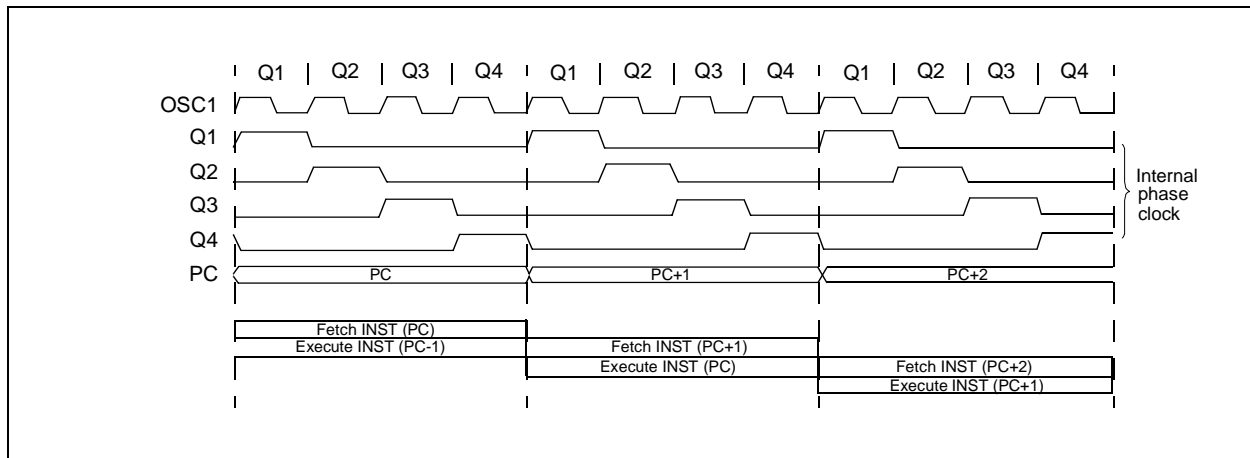 Q1 | Q2 | Q3 | Q4 | Q1 | Q2 | Q3 | Q4 | Q1 | Q2 | Q3 | Q4
OSC1
Q1
Q2
Q3
Q4
PC
Internal
phase
clock
PC PC+1 PC+2
Fetch INST (PC)
Execute INST (PC-1) Fetch INST (PC+1)
Execute INST (PC) Fetch INST (PC+2)
Execute INST (PC+1)